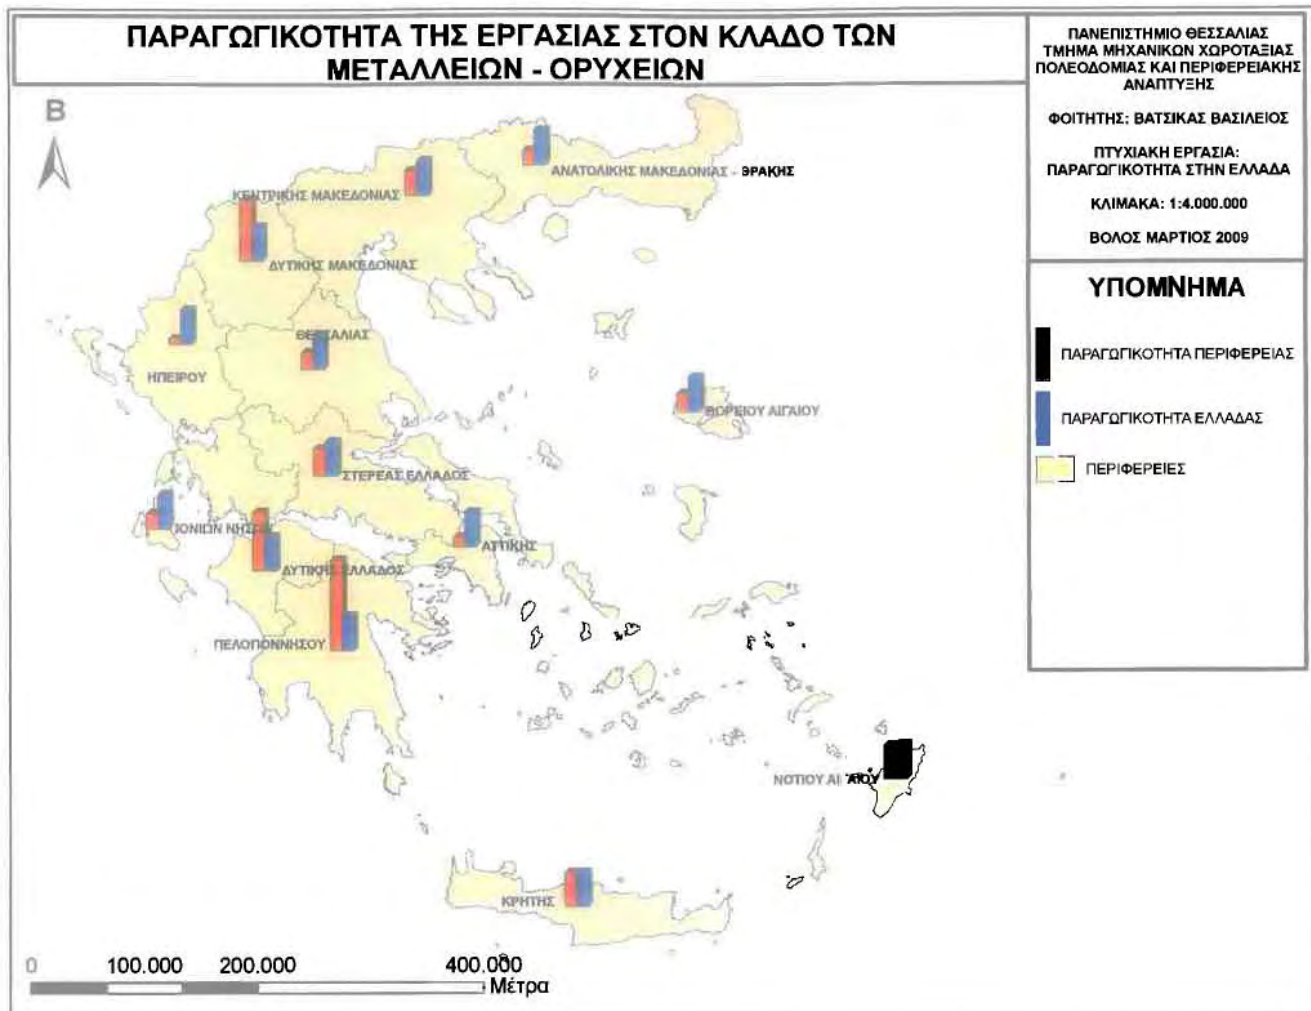 ΠΑΡΑΓΩΓΙΚΟΤΗΤΑ ΤΗΣ ΕΡΓΑΣΙΑΣ ΣΤΟΝ ΚΛΑΔΟ ΤΩΝ
ΜΕΤΑΛΛΕΙΩΝ - ΟΡΥΧΕΙΩΝ
ΠΑΝΕΠΙΣΤΗΜΙΟ ΘΕΣΣΑΛΙΑΣ
ΤΜΗΜΑ ΜΗΧΑΝΙΚΩΝ ΧΩΡΟΤΑΞΙΑΣ
ΠΟΛΕΟΔΟΜΙΑΣ ΚΑΙ ΠΕΡΙΦΕΡΕΙΑΚΗΣ
ΑΝΑΠΤΥΞΗΣ
ΦΟΙΤΗΤΗΣ: ΒΑΤΣΙΚΑΣ ΒΑΣΙΛΕΙΟΣ
ΠΤΥΧΙΑΚΗ ΕΡΓΑΣΙΑ:
ΠΑΡΑΓΩΓΙΚΟΤΗΤΑ ΣΤΗΝ ΕΛΛΑΔΑ
ΚΛΙΜΑΚΑ: 1:4.000.000
ΒΟΛΟΣ ΜΑΡΤΙΟΣ 2009
ΥΠΟΜΝΗΜΑ
ΠΑΡΑΓΩΓΙΚΟΤΗΤΑ ΠΕΡΙΦΕΡΕΙΑΣ
ΠΑΡΑΓΩΓΙΚΟΤΗΤΑ ΕΛΛΑΔΑΣ
ΠΕΡΙΦΕΡΕΙΕΣ
Β
ΑΝΑΤΟΛΙΚΗΣ ΜΑΚΕΔΟΝΙΑΣ - ΘΡΑΚΗΣ
ΚΕΝΤΡΙΚΗΣ ΜΑΚΕΔΟΝΙΑΣ
ΔΥΤΙΚΗΣ ΜΑΚΕΔΟΝΙΑΣ
ΘΕΣΣΑΛΙΑΣ
ΗΠΕΙΡΟΥ
ΒΟΡΕΙΟΥ ΑΙΓΑΙΟΥ
ΣΤΕΡΕΑΣ ΕΛΛΑΔΟΣ
ΙΟΝΙΩΝ ΝΗΣΩΝ
ΑΤΤΙΚΗΣ
ΔΥΤΙΚΗΣ ΕΛΛΑΔΟΣ
ΠΕΛΟΠΟΝΝΗΣΟΥ
ΝΟΤΙΟΥ ΑΙΓΑΙΟΥ
ΚΡΗΤΗΣ
0 100.000 200.000 400.000
Μέτρα